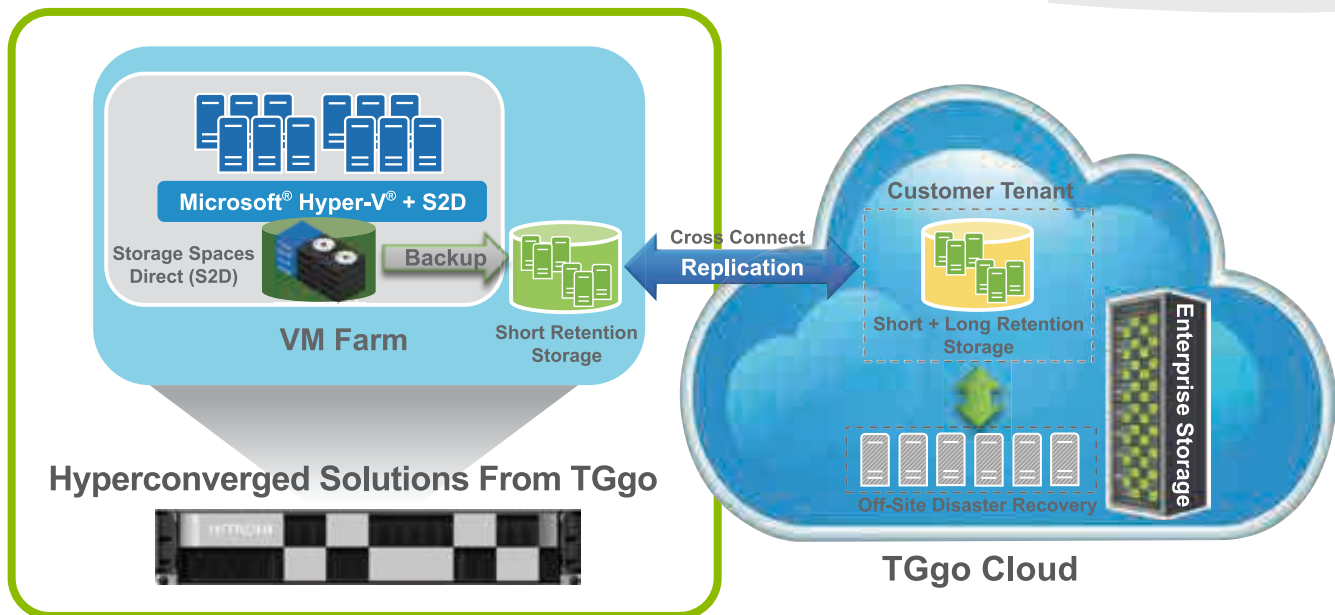 Microsoft® Hyper-V® + S2D
Storage Spaces
Direct (S2D)
Backup
VM Farm
Short Retention
Storage
Cross Connect
Replication
Customer Tenant
Short + Long Retention
Storage
Enterprise Storage
Off-Site Disaster Recovery
TGgo Cloud
Hyperconverged Solutions From TGgo
HITACHI